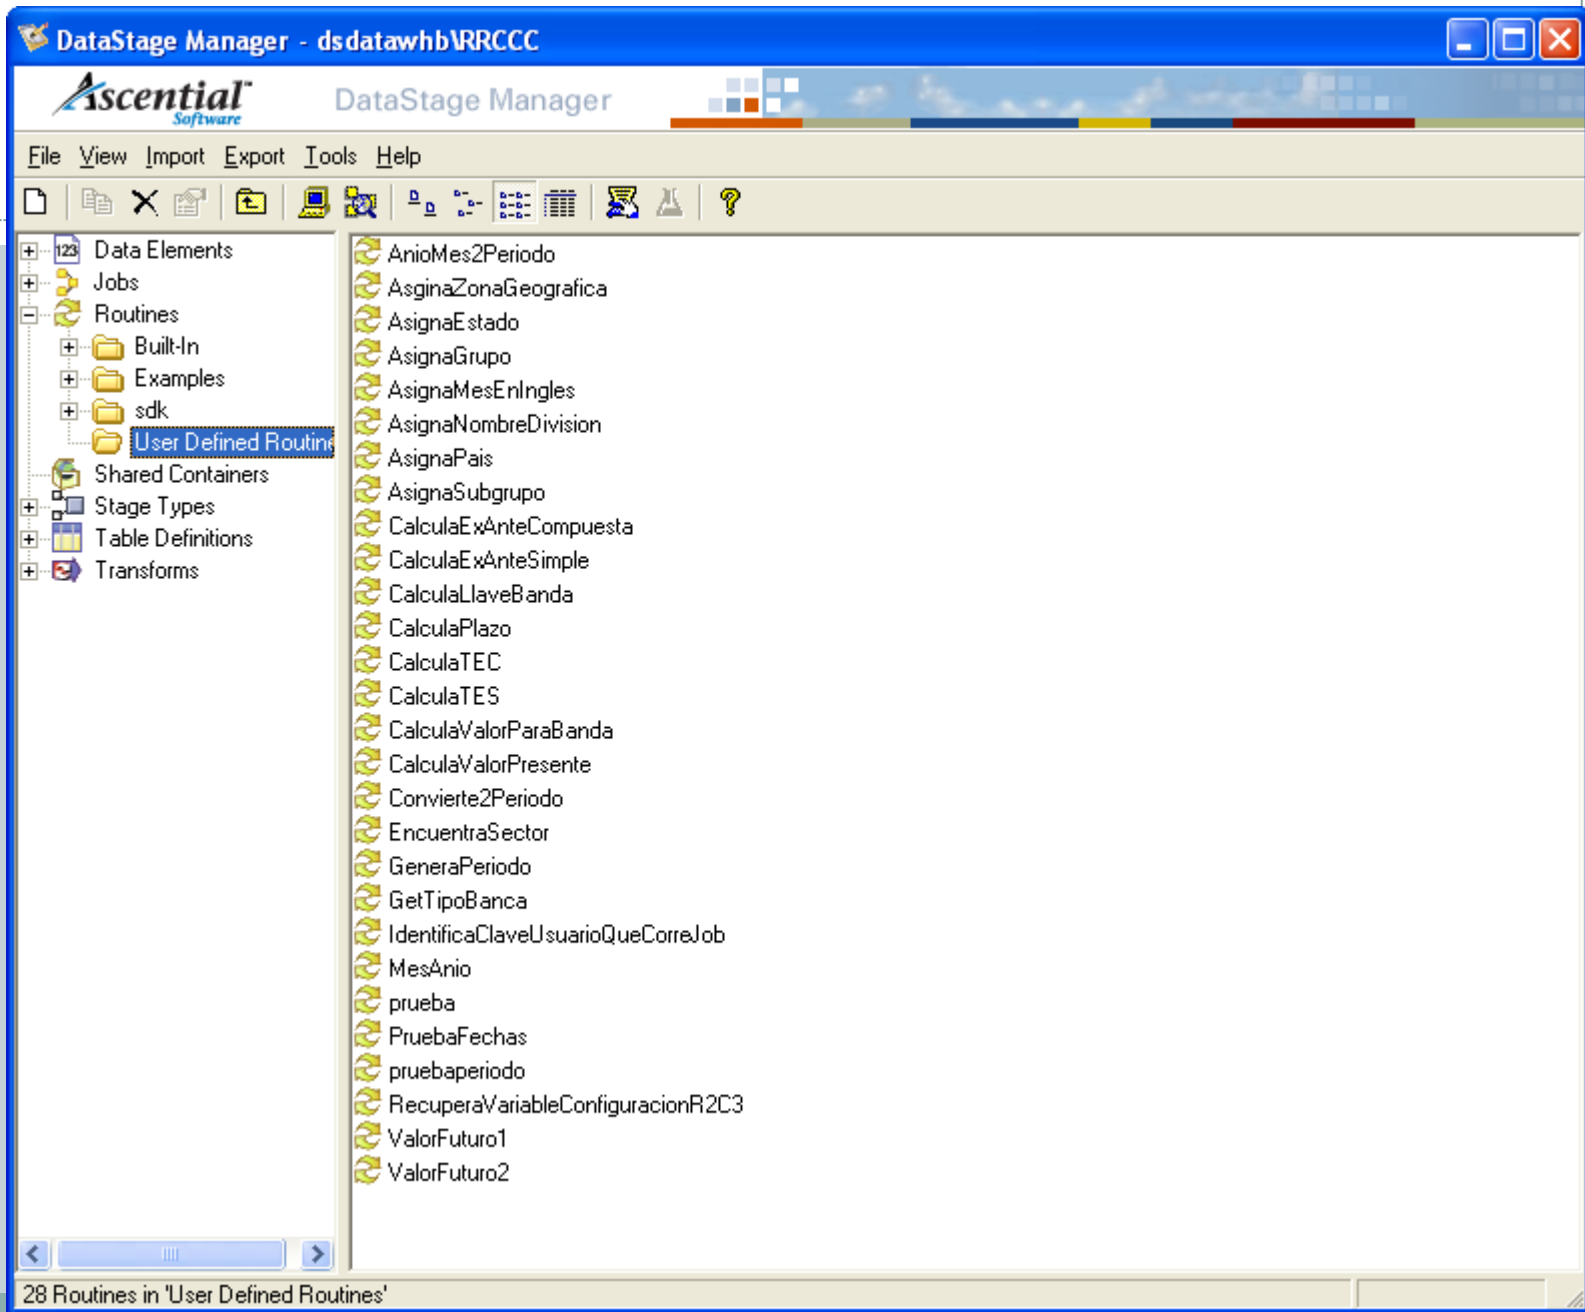 DataStage Manager - dsdatawhb\RRCCC
Ascential™ Software
DataStage Manager
File View Import Export Tools Help
123 Data Elements
Jobs
Routines
Built-In
Examples
sdk
User Defined Routine
Shared Containers
Stage Types
Table Definitions
Transforms
AnioMes2Periodo
AsginaZonaGeografica
AsignaEstado
AsignaGrupo
AsignaMesEnIngles
AsignaNombreDivision
AsignaPais
AsignaSubgrupo
CalculaExAnteCompuesta
CalculaExAnteSimple
CalculaLlaveBanda
CalculaPlazo
CalculaTEC
CalculaTES
CalculaValorParaBanda
CalculaValorPresente
Convierte2Periodo
EncuentraSector
GeneraPeriodo
GetTipoBanca
IdentificaClaveUsuarioQueCorreJob
MesAnio
prueba
PruebaFechas
pruebaperiodo
RecuperaVariableConfiguracionR2C3
ValorFuturo1
ValorFuturo2
28 Routines in 'User Defined Routines'